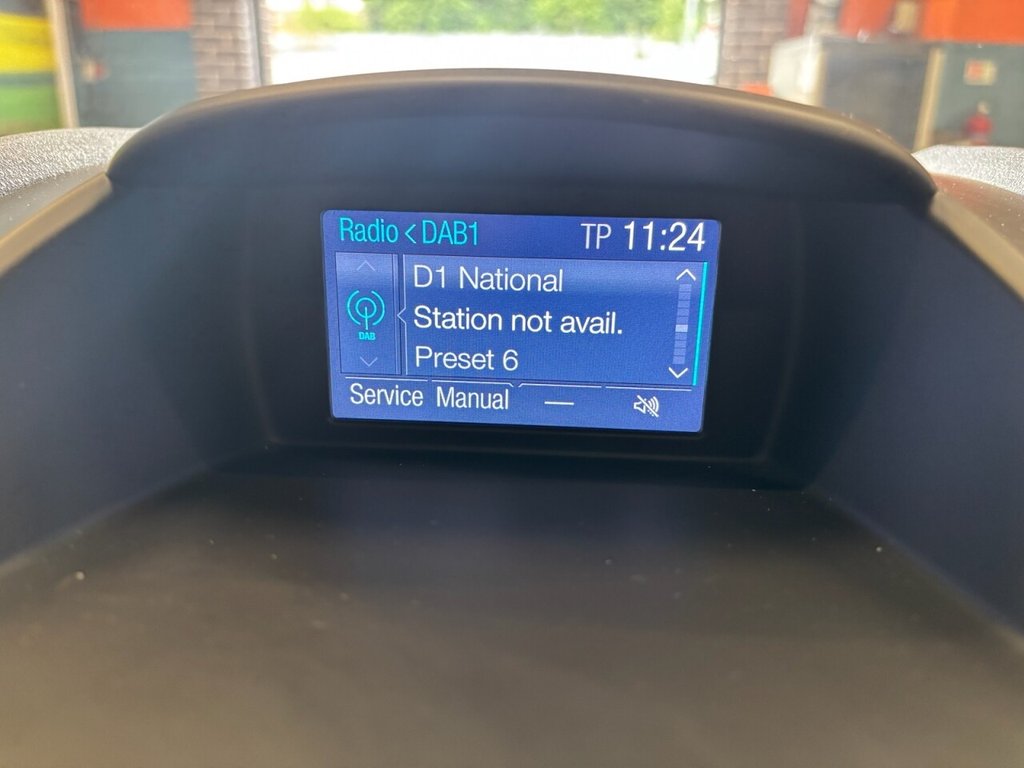 Radio < DAB1 TP 11:24
D1 National
DAB
Station not avail.
Preset 6
Service Manual —